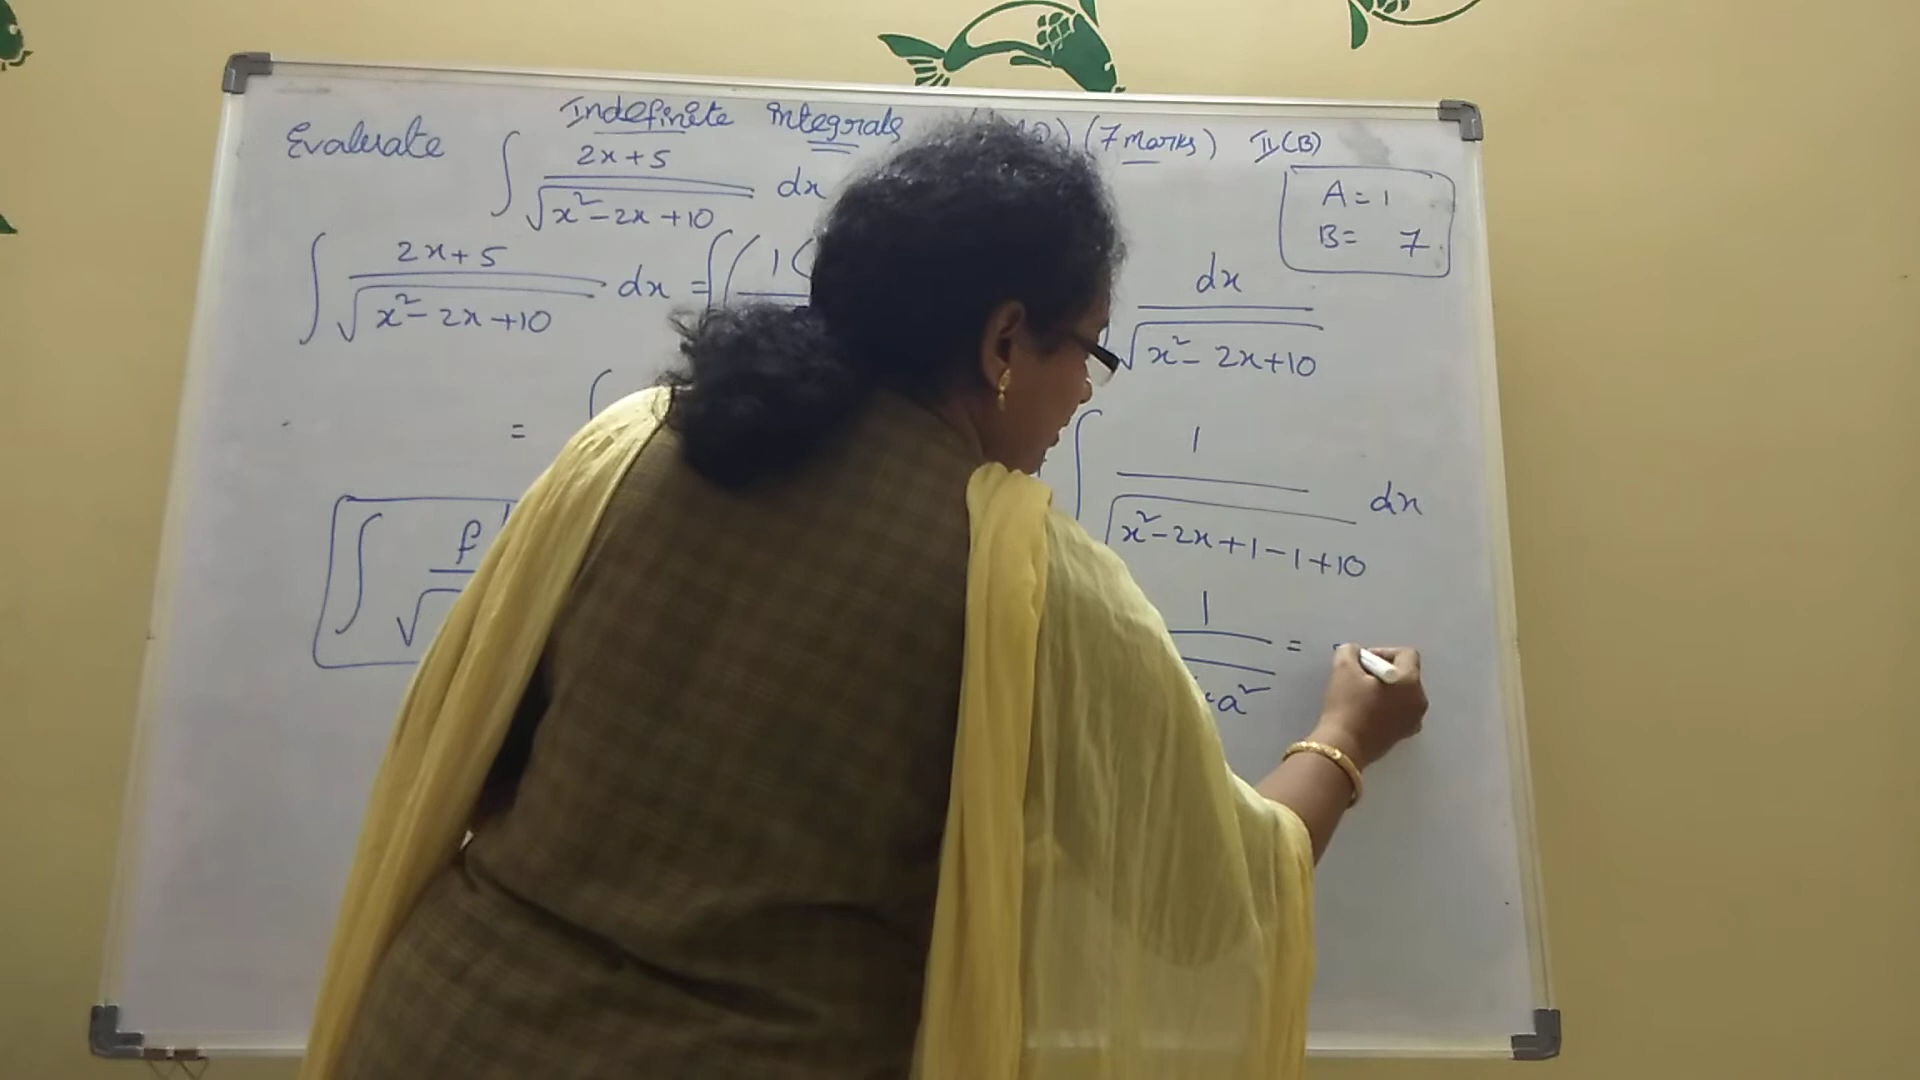 Indefinite integrals (7 marks) II(B)
Evaluate ∫ 2x+5 / √x²-2x+10 dx
A = 1
B = 7
∫ 2x+5 / √x²-2x+10 dx = ∫ ( 1(
dx / √x²-2x+10
= ∫
∫ 1 / √x²-2x+1-1+10 dx
∫ f / √
1 / a² =